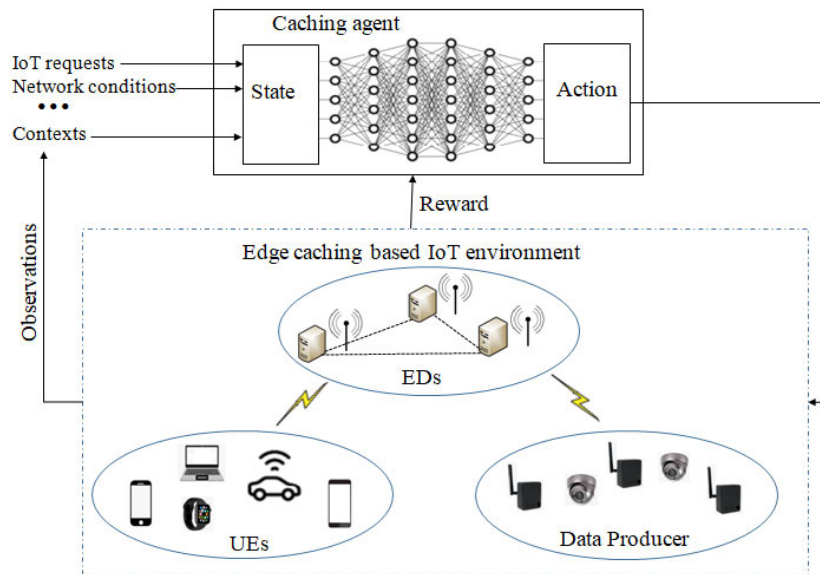 Caching agent
IoT requests
Network conditions
•••
Contexts
State
Action
Reward
Observations
Edge caching based IoT environment
EDs
UEs
Data Producer